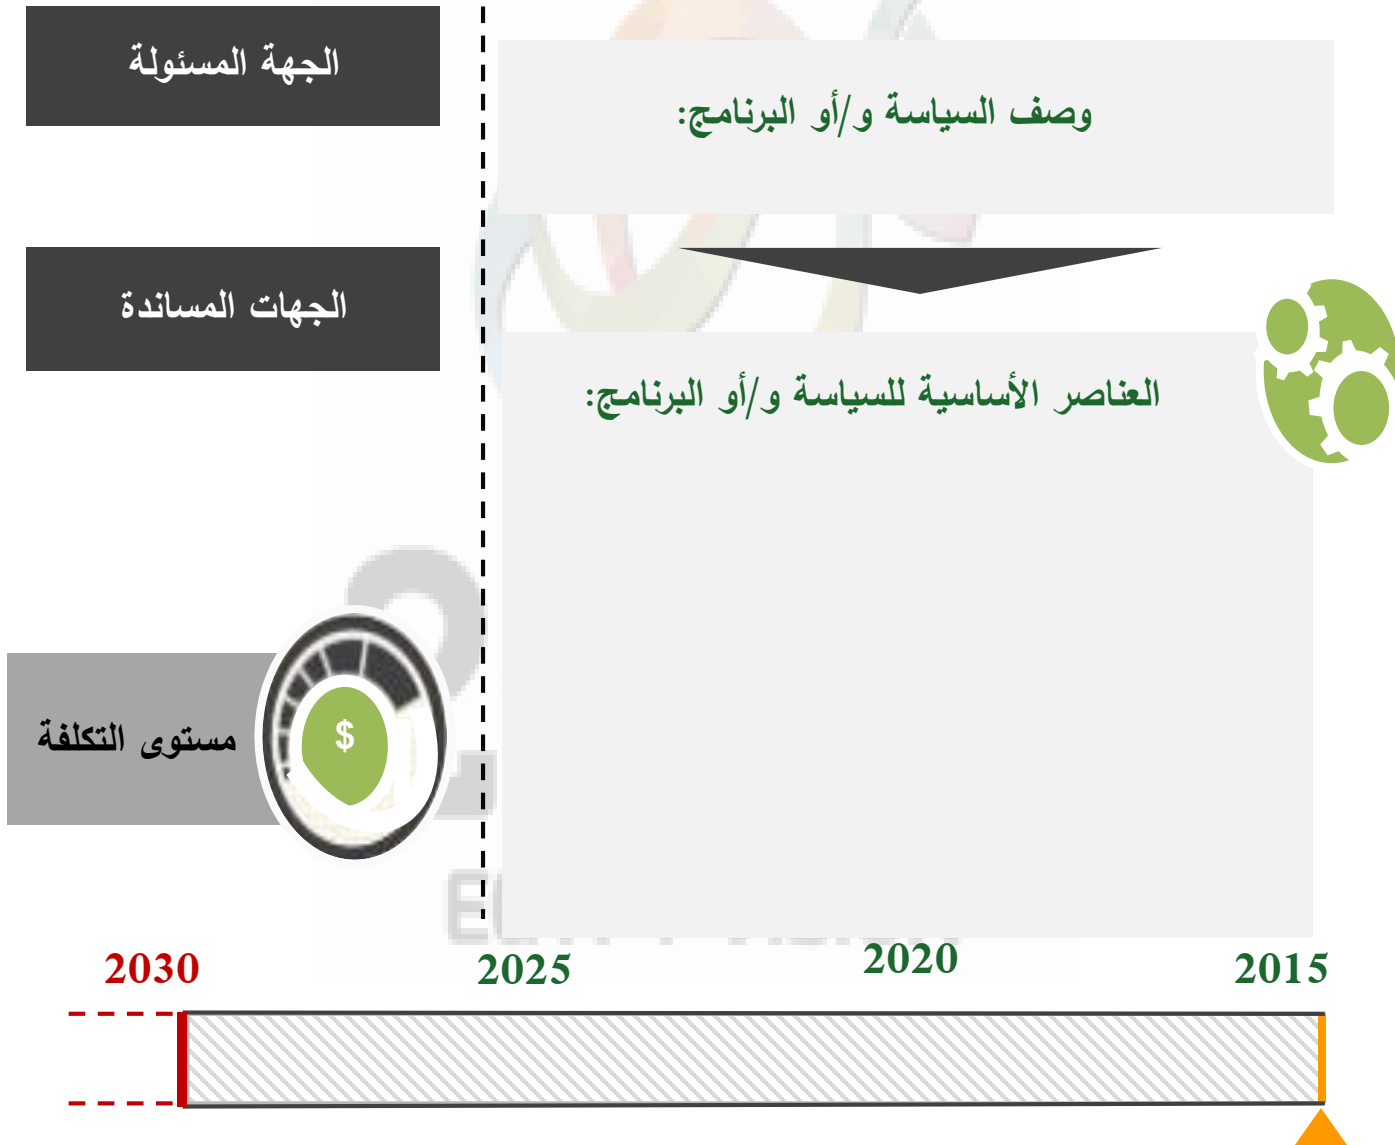 الجهة المسئولة
وصف السياسة و/أو البرنامج:
الجهات المساندة
العناصر الأساسية للسياسة و/أو البرنامج:
مستوى التكلفة
$
2030
2025
2020
2015